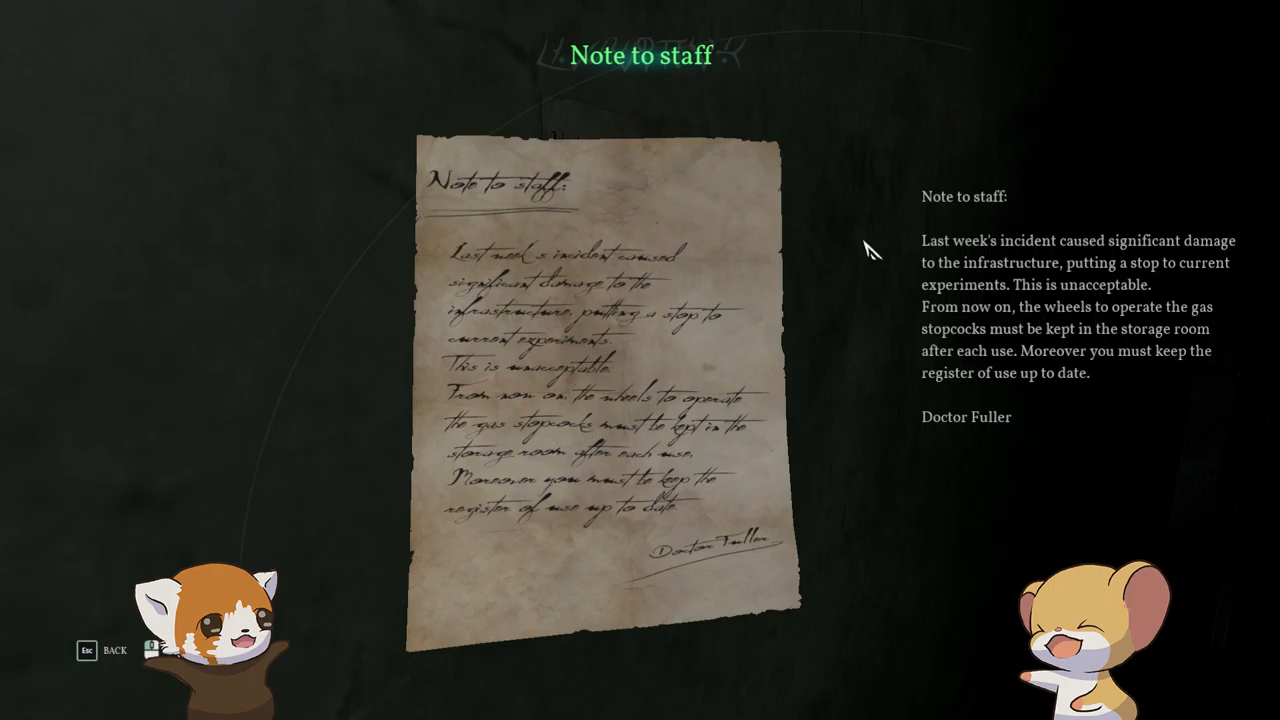 Note to staff
Note to staff:
Last week's incident caused
significant damage to the
infrastructure, putting a stop to
current experiments.
This is unacceptable.
From now on, the wheels to operate
the gas stopcocks must be kept in the
storage room after each use.
Moreover you must be keep the
register of use up to date.
Doctor Fuller
Note to staff:
Last week's incident caused significant damage
to the infrastructure, putting a stop to current
experiments. This is unacceptable.
From now on, the wheels to operate the gas
stopcocks must be kept in the storage room
after each use. Moreover you must keep the
register of use up to date.
Doctor Fuller
Esc BACK